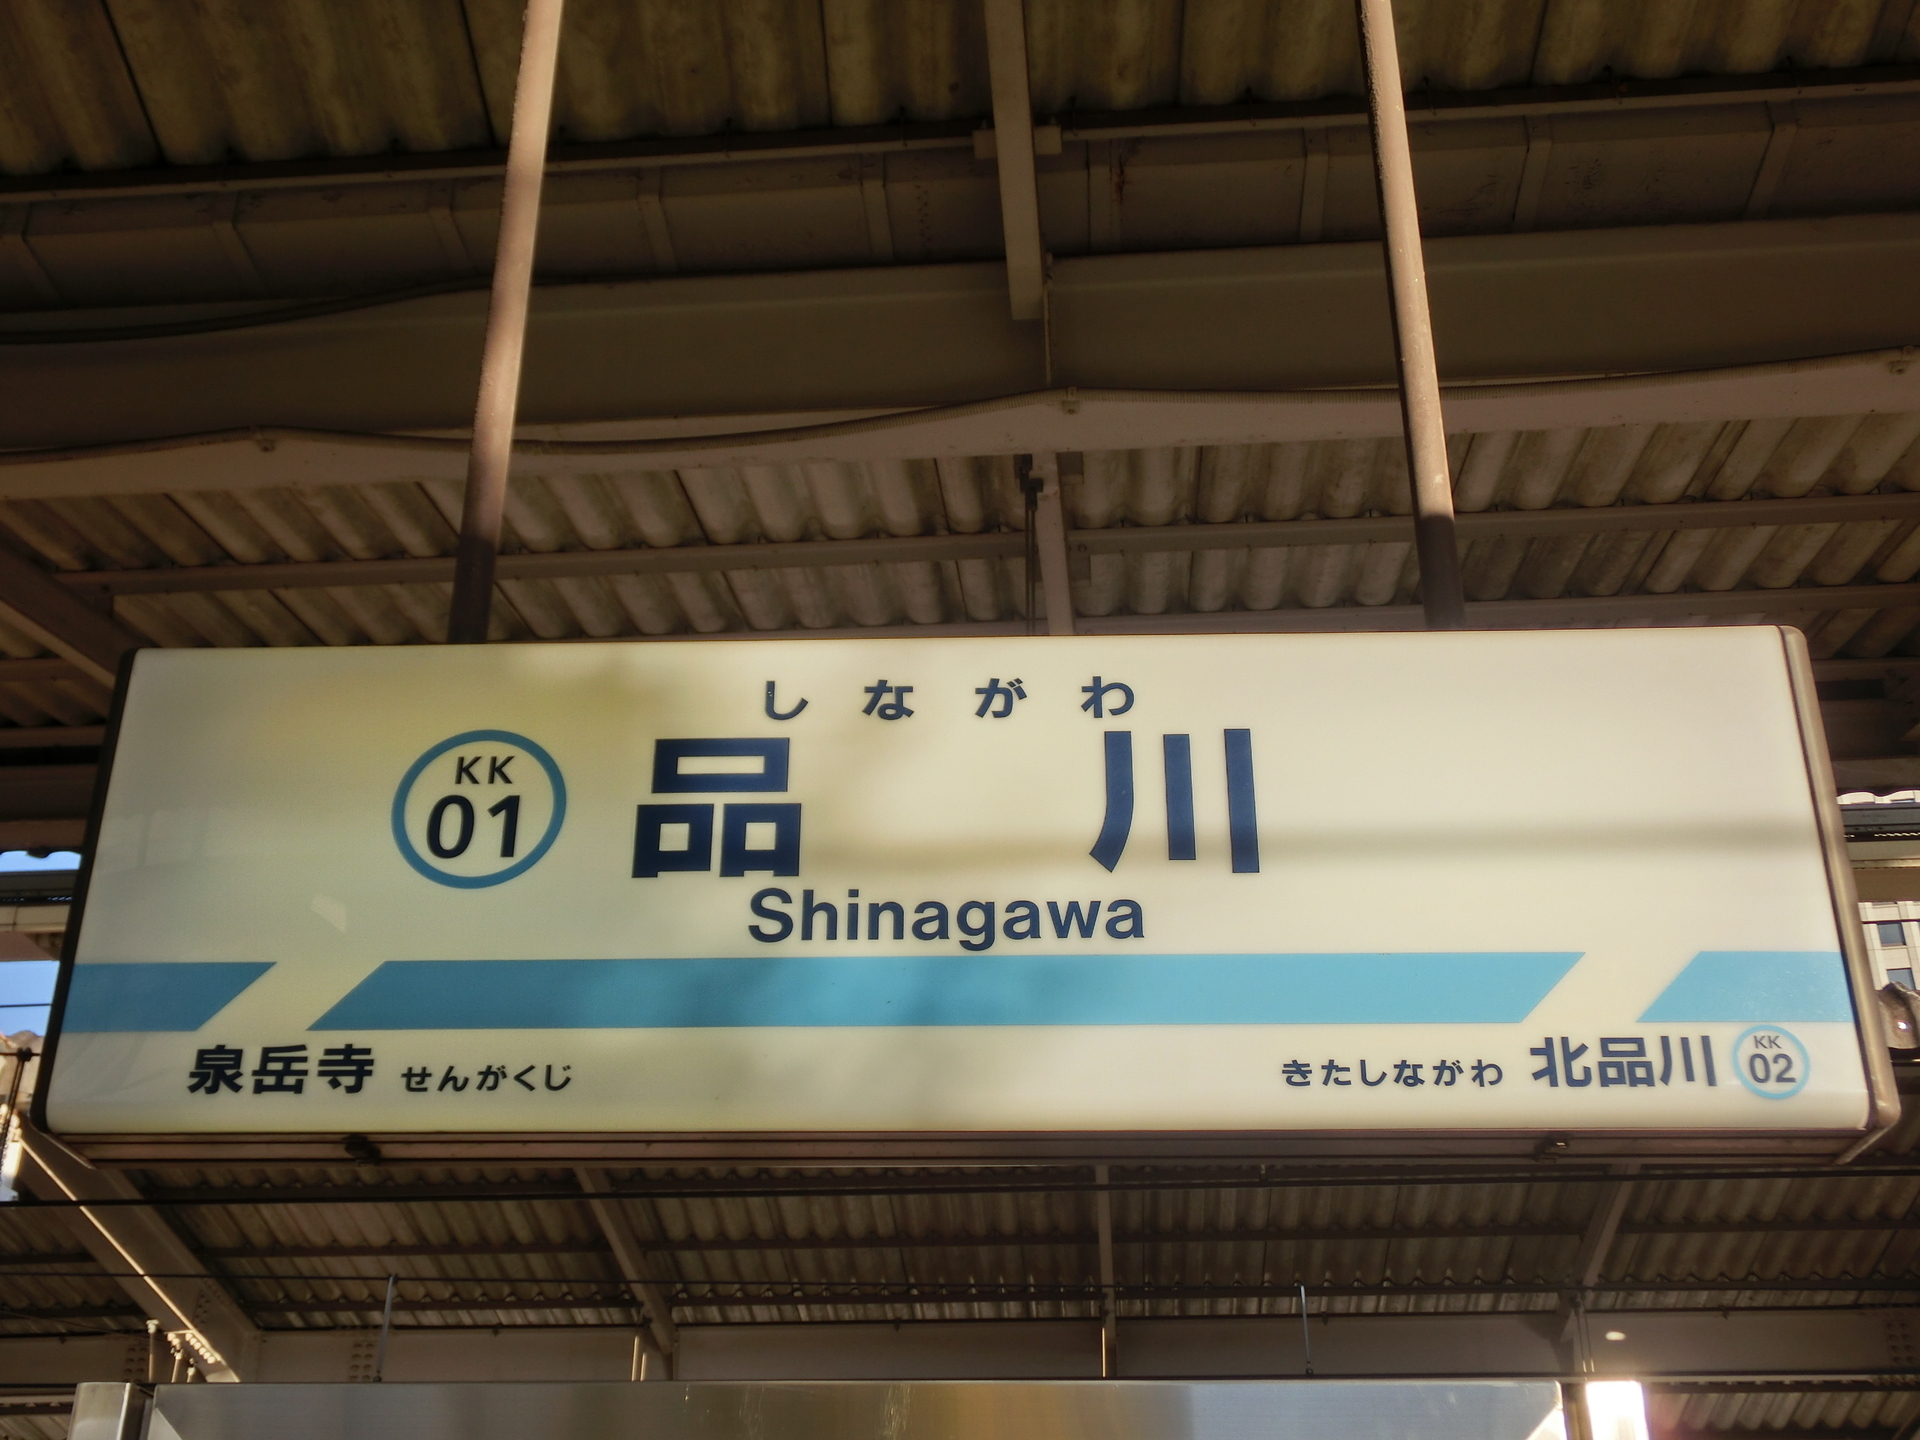 しながわ
KK
01
品川
Shinagawa
泉岳寺 せんがくじ
きたしながわ 北品川 KK 02